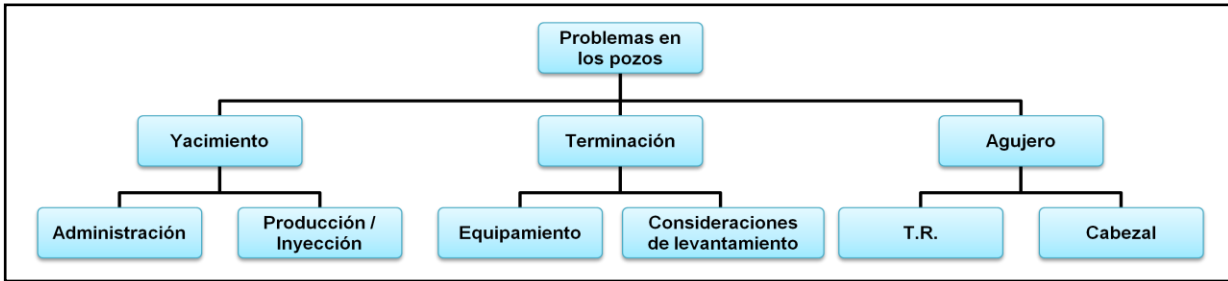 Problemas en
los pozos
Yacimiento
Terminación
Agujero
Administración
Producción /
Inyección
Equipamiento
Consideraciones
de levantamiento
T.R.
Cabezal